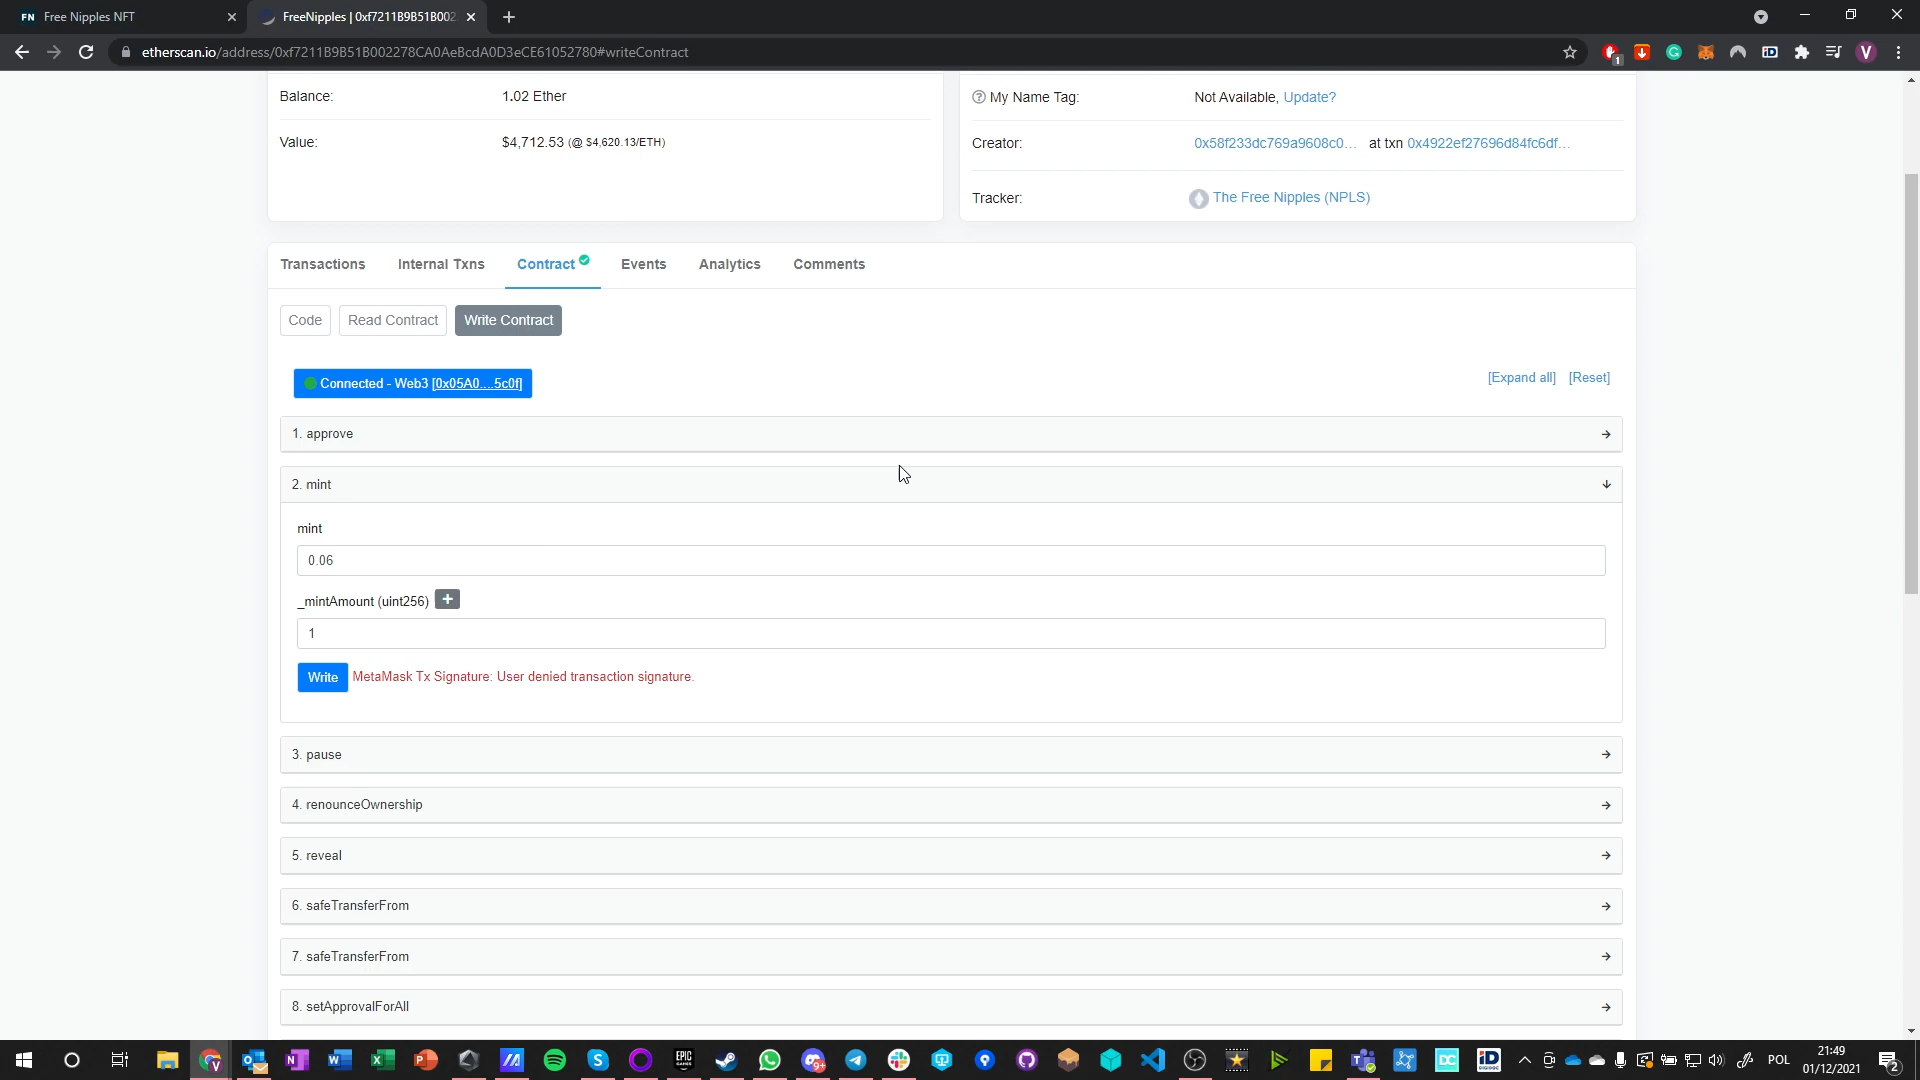 FN Free Nipples NFT
FreeNipples | 0xf7211B9B51B002
etherscan.io/address/0xf7211B9B51B002278CA0AeBcdA0D3eCE61052780#writeContract
Balance: 1.02 Ether
Value: $4,712.53 (@ $4,620.13/ETH)
My Name Tag: Not Available, Update?
Creator: 0x58f233dc769a9608c0... at txn 0x4922ef27696d84fc6df...
Tracker: The Free Nipples (NPLS)
Transactions Internal Txns Contract Events Analytics Comments
Code Read Contract Write Contract
Connected - Web3 [0x05A0....5c0f]
[Expand all] [Reset]
1. approve
2. mint
mint
0.06
_mintAmount (uint256) +
1
Write MetaMask Tx Signature: User denied transaction signature.
3. pause
4. renounceOwnership
5. reveal
6. safeTransferFrom
7. safeTransferFrom
8. setApprovalForAll
POL
21:49
01/12/2021
2